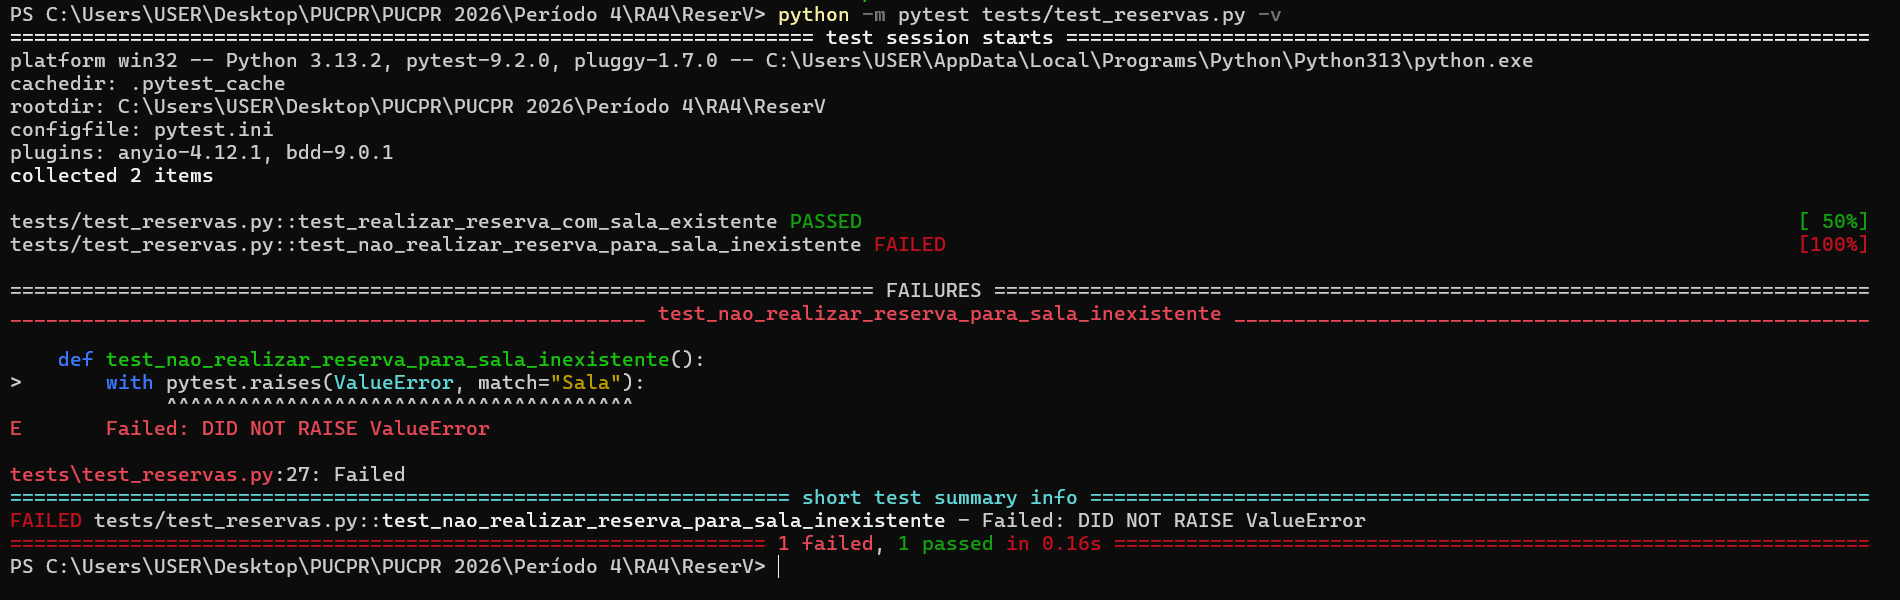 PS C:\Users\USER\Desktop\PUCPR\PUCPR 2026\Período 4\RA4\ReserV> python -m pytest tests/test_reservas.py -v
=================================================================== test session starts ===================================================================
platform win32 -- Python 3.13.2, pytest-9.2.0, pluggy-1.7.0 -- C:\Users\USER\AppData\Local\Programs\Python\Python313\python.exe
cachedir: .pytest_cache
rootdir: C:\Users\USER\Desktop\PUCPR\PUCPR 2026\Período 4\RA4\ReserV
configfile: pytest.ini
plugins: anyio-4.12.1, bdd-9.0.1
collected 2 items
tests/test_reservas.py::test_realizar_reserva_com_sala_existente PASSED [ 50%]
tests/test_reservas.py::test_nao_realizar_reserva_para_sala_inexistente FAILED [100%]
======================================================================== FAILURES =========================================================================
_____________________________________________________ test_nao_realizar_reserva_para_sala_inexistente _____________________________________________________
def test_nao_realizar_reserva_para_sala_inexistente():
> with pytest.raises(ValueError, match="Sala"):
^^^^^^^^^^^^^^^^^^^^^^^^^^^^^^^^^^^^^^^
E Failed: DID NOT RAISE ValueError
tests\test_reservas.py:27: Failed
================================================================= short test summary info =================================================================
FAILED tests/test_reservas.py::test_nao_realizar_reserva_para_sala_inexistente - Failed: DID NOT RAISE ValueError
=============================================================== 1 failed, 1 passed in 0.16s ===============================================================
PS C:\Users\USER\Desktop\PUCPR\PUCPR 2026\Período 4\RA4\ReserV>